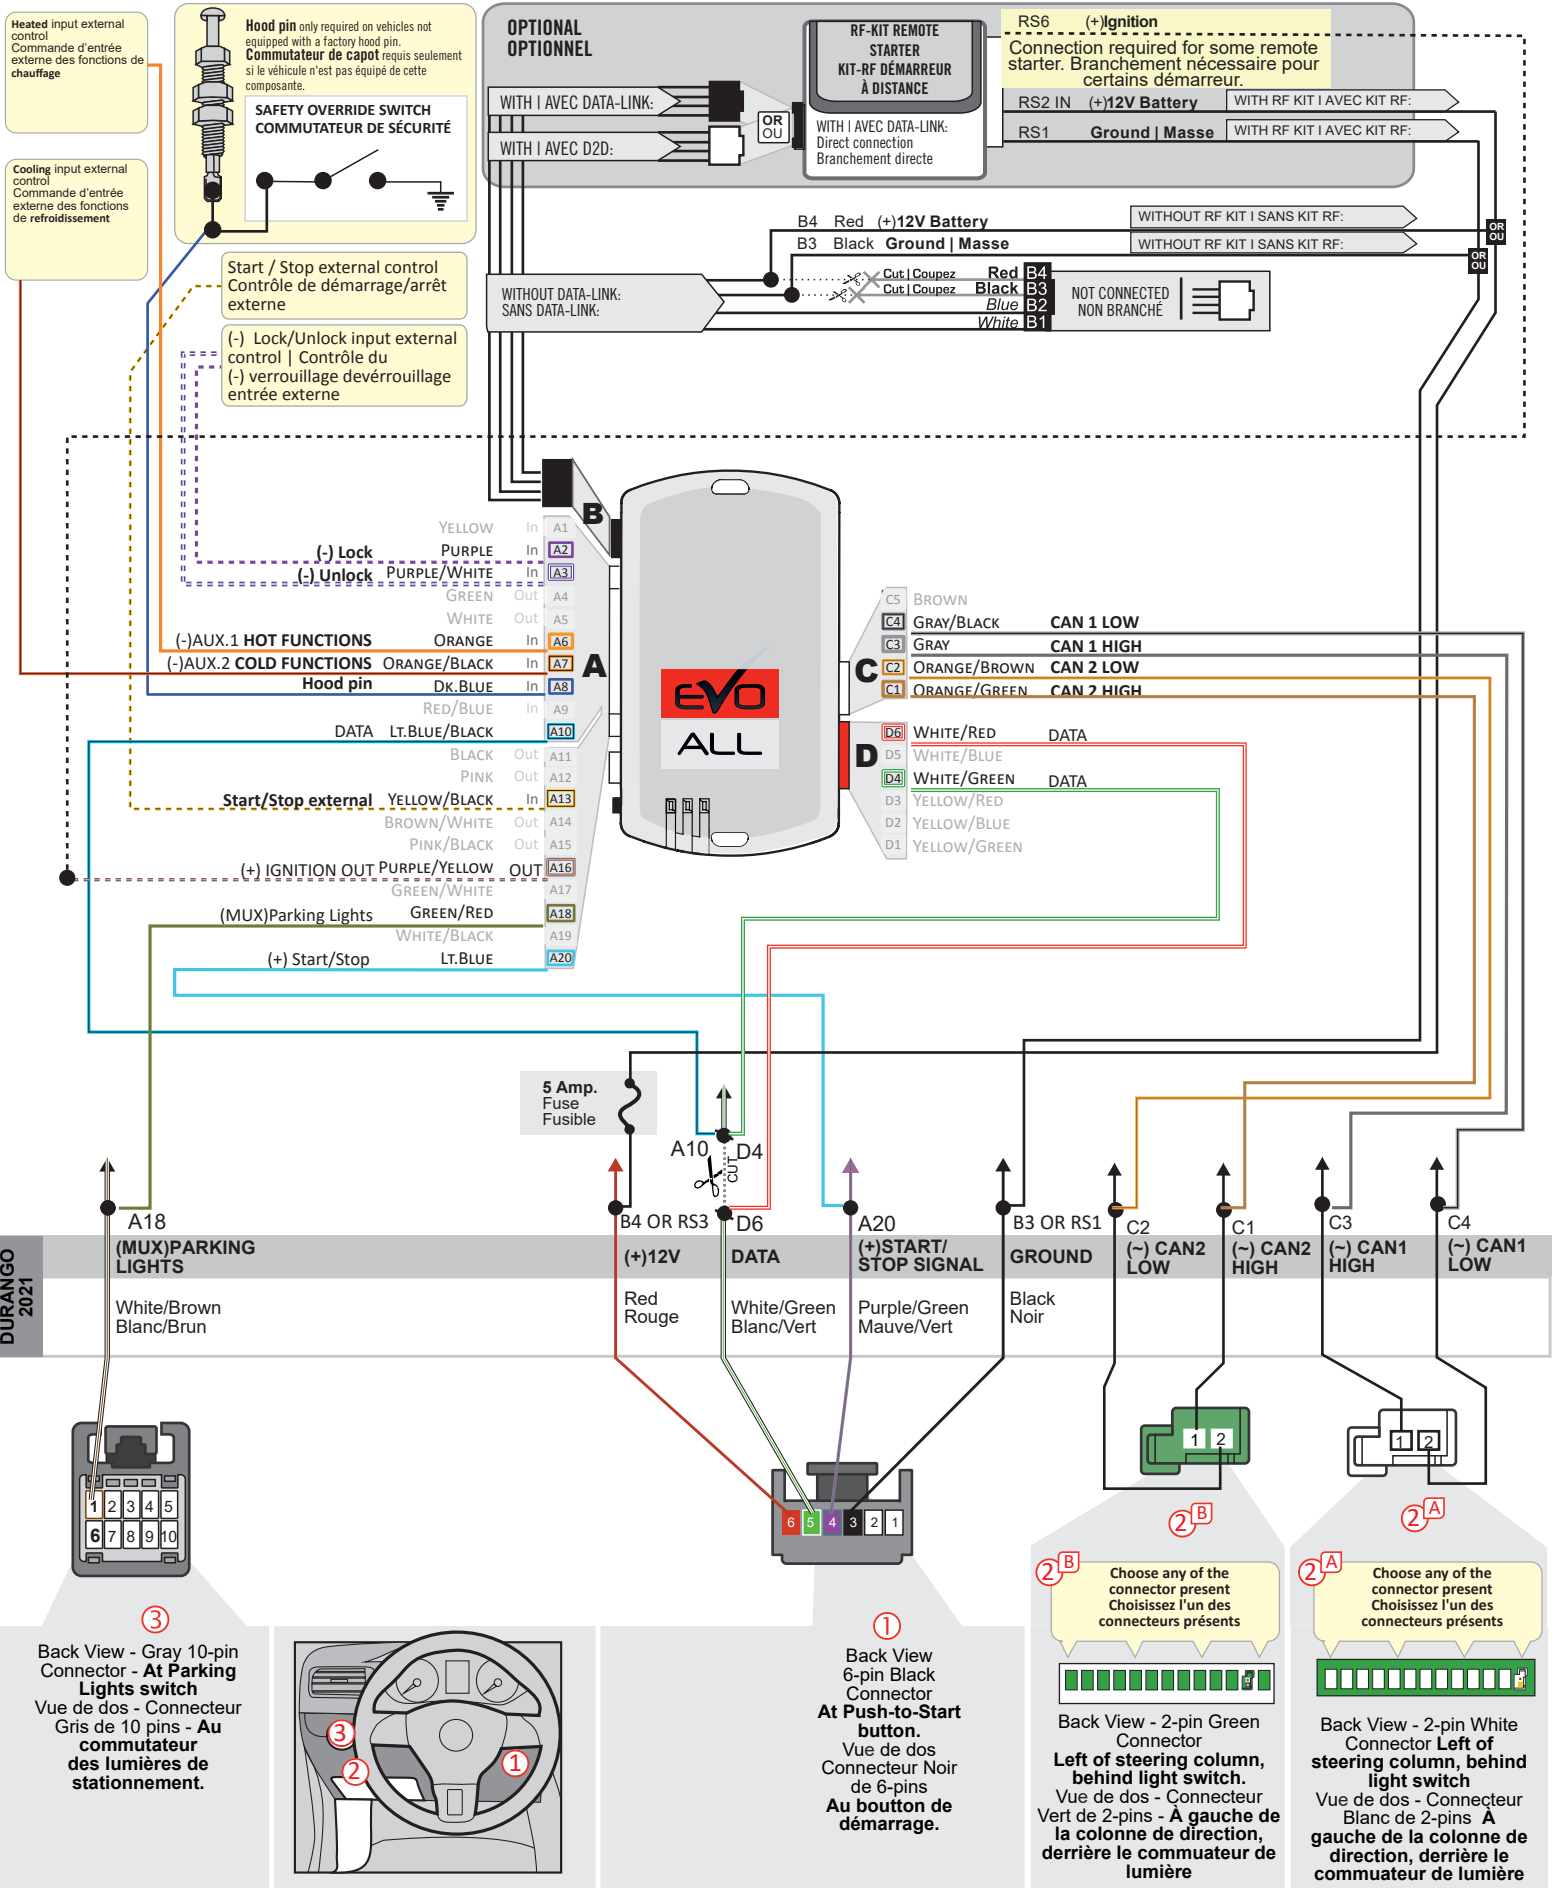 Heated input external
control
Commande d'entrée
externe des fonctions de
chauffage
Cooling input external
control
Commande d'entrée
externe des fonctions
de refroidissement
Hood pin only required on vehicles not
equipped with a factory hood pin.
Commutateur de capot requis seulement
si le véhicule n'est pas équipé de cette
composante.
SAFETY OVERRIDE SWITCH
COMMUTATEUR DE SÉCURITÉ
OPTIONAL
OPTIONNEL
RF-KIT REMOTE
STARTER
KIT-RF DÉMARREUR
À DISTANCE
WITH I AVEC DATA-LINK:
WITH I AVEC D2D:
OR
OU
WITH I AVEC DATA-LINK:
Direct connection
Branchement directe
RS6 (+)Ignition
Connection required for some remote
starter. Branchement nécessaire pour
certains démarreur.
RS2 IN (+)12V Battery WITH RF KIT I AVEC KIT RF:
RS1 Ground | Masse WITH RF KIT I AVEC KIT RF:
B4 Red (+)12V Battery WITHOUT RF KIT I SANS KIT RF:
B3 Black Ground | Masse WITHOUT RF KIT I SANS KIT RF:
OR
OU
OR
OU
WITHOUT DATA-LINK:
SANS DATA-LINK:
Cut | Coupez Red B4
Cut | Coupez Black B3
Blue B2
White B1
NOT CONNECTED
NON BRANCHÉ
Start / Stop external control
Contrôle de démarrage/arrêt
externe
(-) Lock/Unlock input external
control | Contrôle du
(-) verrouillage devérrouillage
entrée externe
B
YELLOW In A1
(-) Lock PURPLE In A2
(-) Unlock PURPLE/WHITE In A3
GREEN Out A4
WHITE Out A5
(-)AUX.1 HOT FUNCTIONS ORANGE In A6
(-)AUX.2 COLD FUNCTIONS ORANGE/BLACK In A7
Hood pin DK.BLUE In A8
RED/BLUE In A9
DATA LT.BLUE/BLACK A10
BLACK Out A11
PINK Out A12
Start/Stop external YELLOW/BLACK In A13
BROWN/WHITE Out A14
PINK/BLACK Out A15
(+) IGNITION OUT PURPLE/YELLOW OUT A16
GREEN/WHITE A17
(MUX)Parking Lights GREEN/RED A18
WHITE/BLACK A19
(+) Start/Stop LT.BLUE A20
A
EVO
ALL
C
C5 BROWN
C4 GRAY/BLACK CAN 1 LOW
C3 GRAY CAN 1 HIGH
C2 ORANGE/BROWN CAN 2 LOW
C1 ORANGE/GREEN CAN 2 HIGH
D
D6 WHITE/RED DATA
D5 WHITE/BLUE
D4 WHITE/GREEN DATA
D3 YELLOW/RED
D2 YELLOW/BLUE
D1 YELLOW/GREEN
5 Amp.
Fuse
Fusible
A10 D4
CUT
A18
B4 OR RS3
D6
A20
B3 OR RS1
C2
C1
C3
C4
DURANGO
2021
(MUX)PARKING
LIGHTS
(+)12V
DATA
(+)START/
STOP SIGNAL
GROUND
(~) CAN2
LOW
(~) CAN2
HIGH
(~) CAN1
HIGH
(~) CAN1
LOW
White/Brown
Blanc/Brun
Red
Rouge
White/Green
Blanc/Vert
Purple/Green
Mauve/Vert
Black
Noir
1 2 3 4 5
6 7 8 9 10
6 5 4 3 2 1
1 2
1 2
2 B
2 A
3
Back View - Gray 10-pin
Connector - At Parking
Lights switch
Vue de dos - Connecteur
Gris de 10 pins - Au
commutateur
des lumières de
stationnement.
3
2
1
1
Back View
6-pin Black
Connector
At Push-to-Start
button.
Vue de dos
Connecteur Noir
de 6-pins
Au boutton de
démarrage.
2 B
Choose any of the
connector present
Choisissez l'un des
connecteurs présents
Back View - 2-pin Green
Connector
Left of steering column,
behind light switch.
Vue de dos - Connecteur
Vert de 2-pins - À gauche de
la colonne de direction,
derrière le commuateur de
lumière
2 A
Choose any of the
connector present
Choisissez l'un des
connecteurs présents
Back View - 2-pin White
Connector Left of
steering column, behind
light switch
Vue de dos - Connecteur
Blanc de 2-pins À
gauche de la colonne de
direction, derrière le
commuateur de lumière